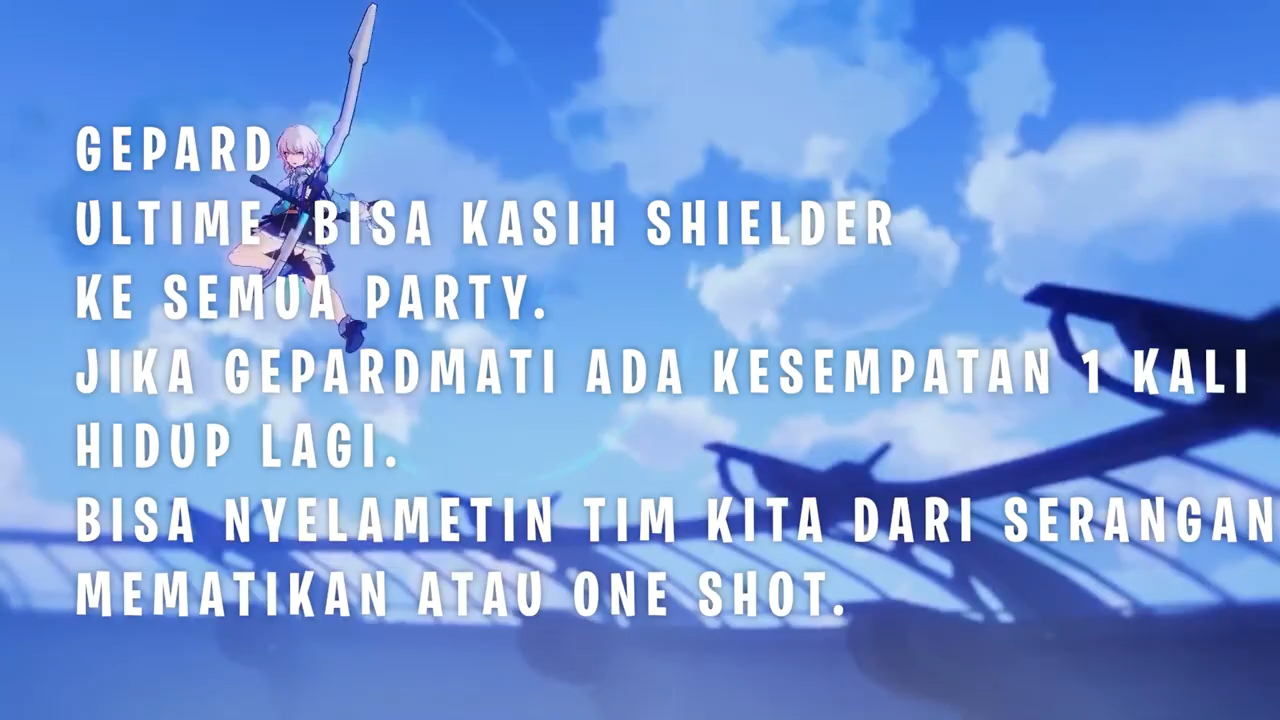 GEPARD
ULTIME BISA KASIH SHIELDER
KE SEMUA PARTY.
JIKA GEPARDMATI ADA KESEMPATAN 1 KALI
HIDUP LAGI.
BISA NYELAMETIN TIM KITA DARI SERANGAN
MEMATIKAN ATAU ONE SHOT.